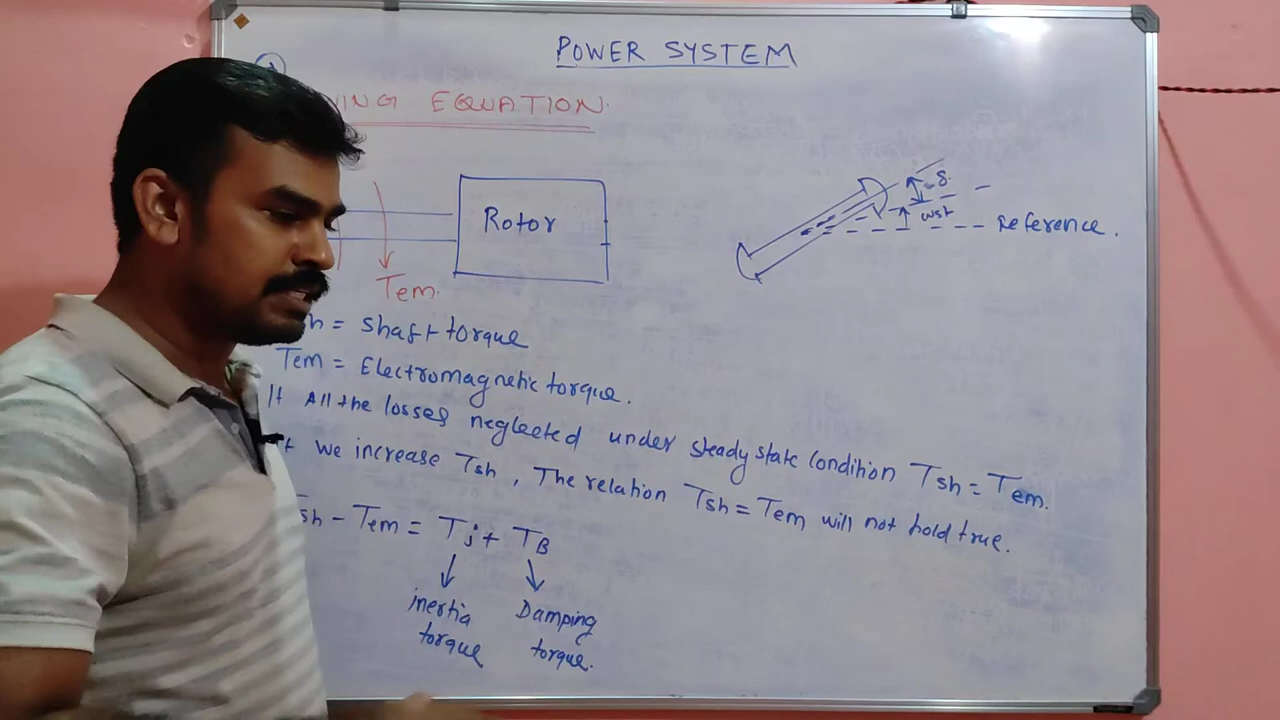 POWER SYSTEM
ING EQUATION.
Rotor
Tem.
δ.
wst
reference.
h = shaft torque
Tem = Electromagnetic torque.
If All the losses neglected under steady state condition Tsh = Tem.
we increase Tsh, The relation Tsh = Tem will not hold true.
sh - Tem = Tj + TB
inertia torque
Damping torque.